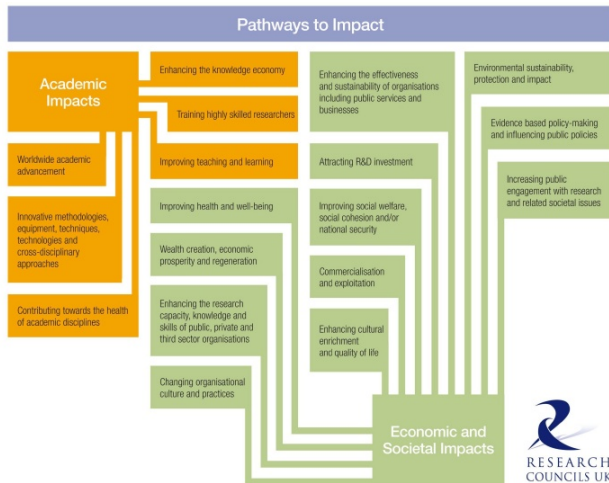 Pathways to Impact
Academic
Impacts
Worldwide academic
advancement
Innovative methodologies,
equipment, techniques,
technologies and
cross-disciplinary
approaches
Contributing towards the health
of academic disciplines
Enhancing the knowledge economy
Training highly skilled researchers
Improving teaching and learning
Improving health and well-being
Wealth creation, economic
prosperity and regeneration
Enhancing the research
capacity, knowledge and
skills of public, private and
third sector organisations
Changing organisational
culture and practices
Enhancing the effectiveness
and sustainability of organisations
including public services and
businesses
Attracting R&D investment
Improving social welfare,
social cohesion and/or
national security
Commercialisation
and exploitation
Enhancing cultural
enrichment
and quality of life
Environmental sustainability,
protection and impact
Evidence based policy-making
and influencing public policies
Increasing public
engagement with research
and related societal issues
Economic and
Societal Impacts
RESEARCH
COUNCILS UK